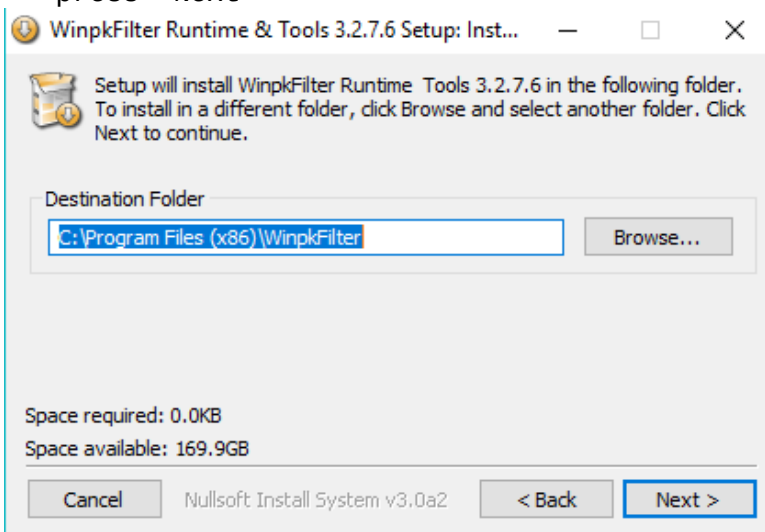 WinpkFilter Runtime & Tools 3.2.7.6 Setup: Inst...
Setup will install WinpkFilter Runtime  Tools 3.2.7.6 in the following folder.
To install in a different folder, click Browse and select another folder. Click
Next to continue.
Destination Folder
C:\Program Files (x86)\WinpkFilter
Browse...
Space required: 0.0KB
Space available: 169.9GB
Cancel
Nullsoft Install System v3.0a2
< Back
Next >